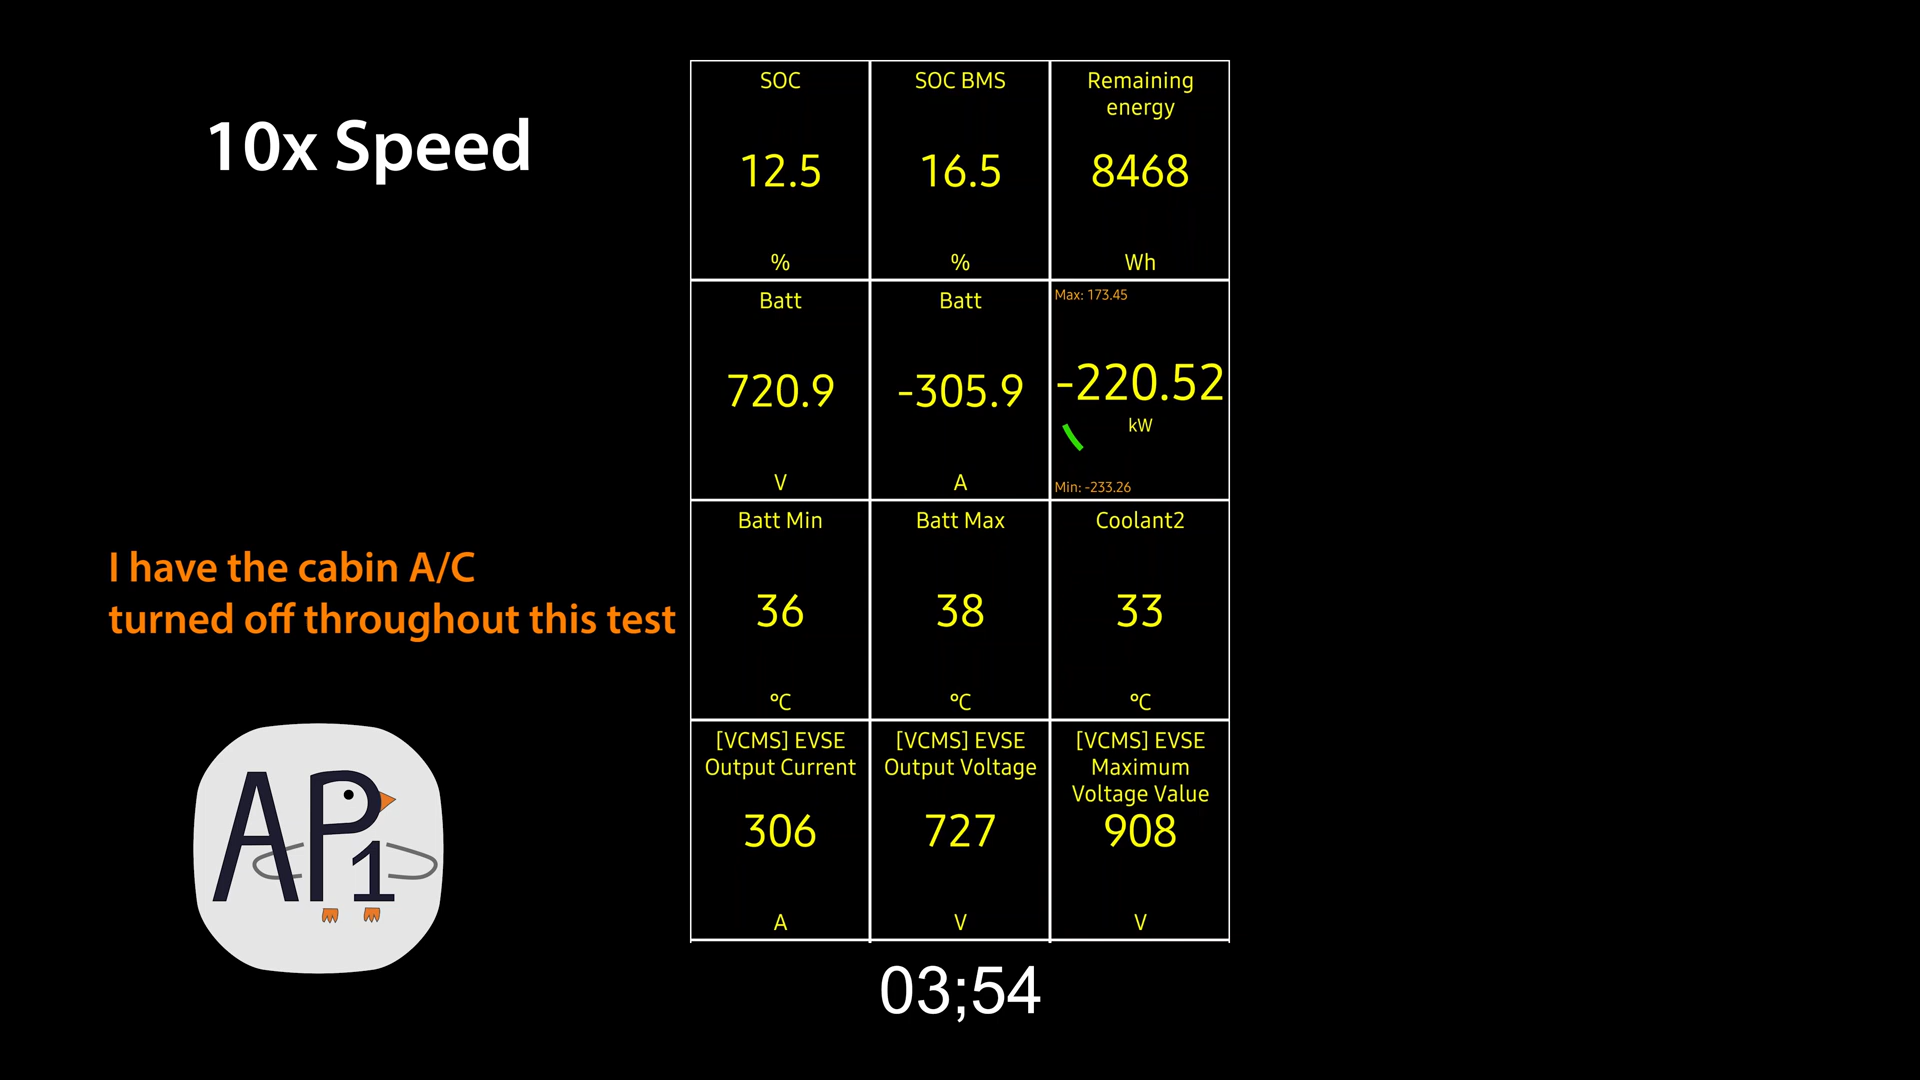 10x Speed
SOC
12.5
%
SOC BMS
16.5
%
Remaining
energy
8468
Wh
Batt
720.9
V
Batt
-305.9
A
Max: 173.45
-220.52
kW
Min: -233.26
Batt Min
36
°C
Batt Max
38
°C
Coolant2
33
°C
[VCMS] EVSE
Output Current
306
A
[VCMS] EVSE
Output Voltage
727
V
[VCMS] EVSE
Maximum
Voltage Value
908
V
I have the cabin A/C
turned off throughout this test
AP1
03;54